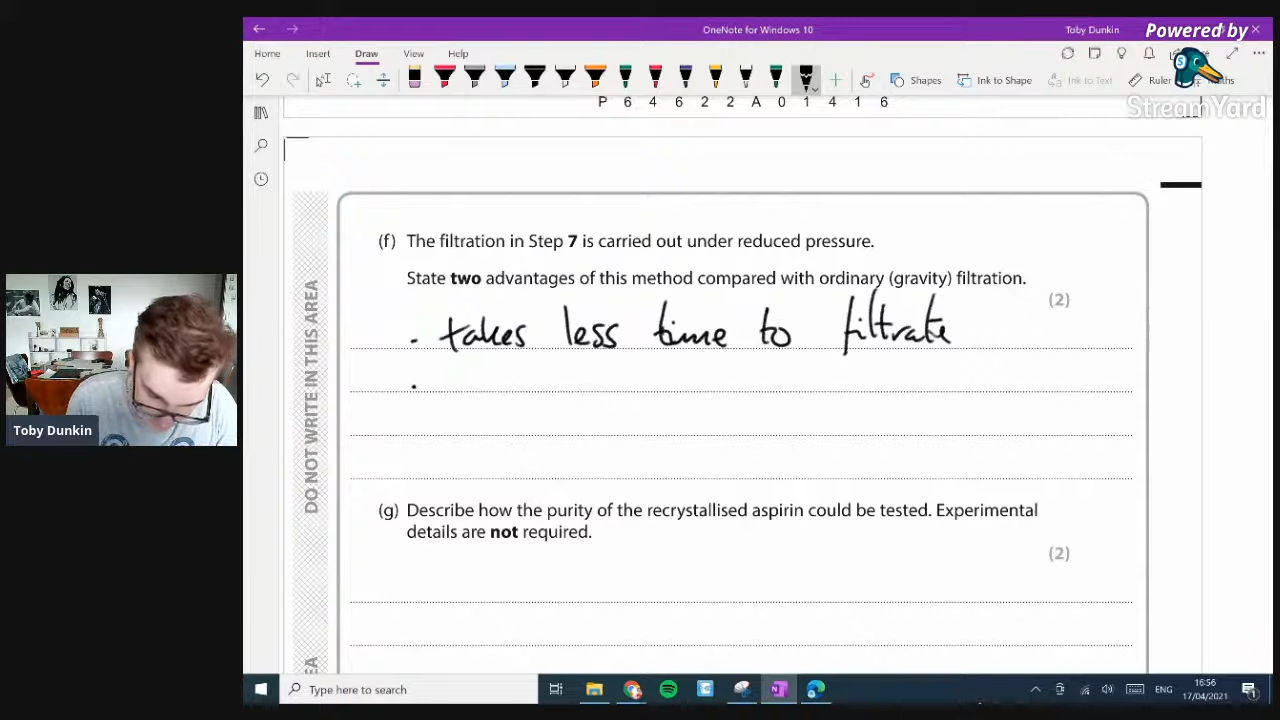 OneNote for Windows 10
Toby Dunkin
Powered by
Home Insert Draw View Help
Shapes Ink to Shape Ink to Text Ruler Maths
StreamYard
P 6 4 6 2 2 A 0 1 4 1 6
(f) The filtration in Step 7 is carried out under reduced pressure.
State two advantages of this method compared with ordinary (gravity) filtration.
(2)
. takes less time to filtrate
.
DO NOT WRITE IN THIS AREA
Toby Dunkin
(g) Describe how the purity of the recrystallised aspirin could be tested. Experimental
details are not required.
(2)
EA
Type here to search
ENG
16:56
17/04/2021